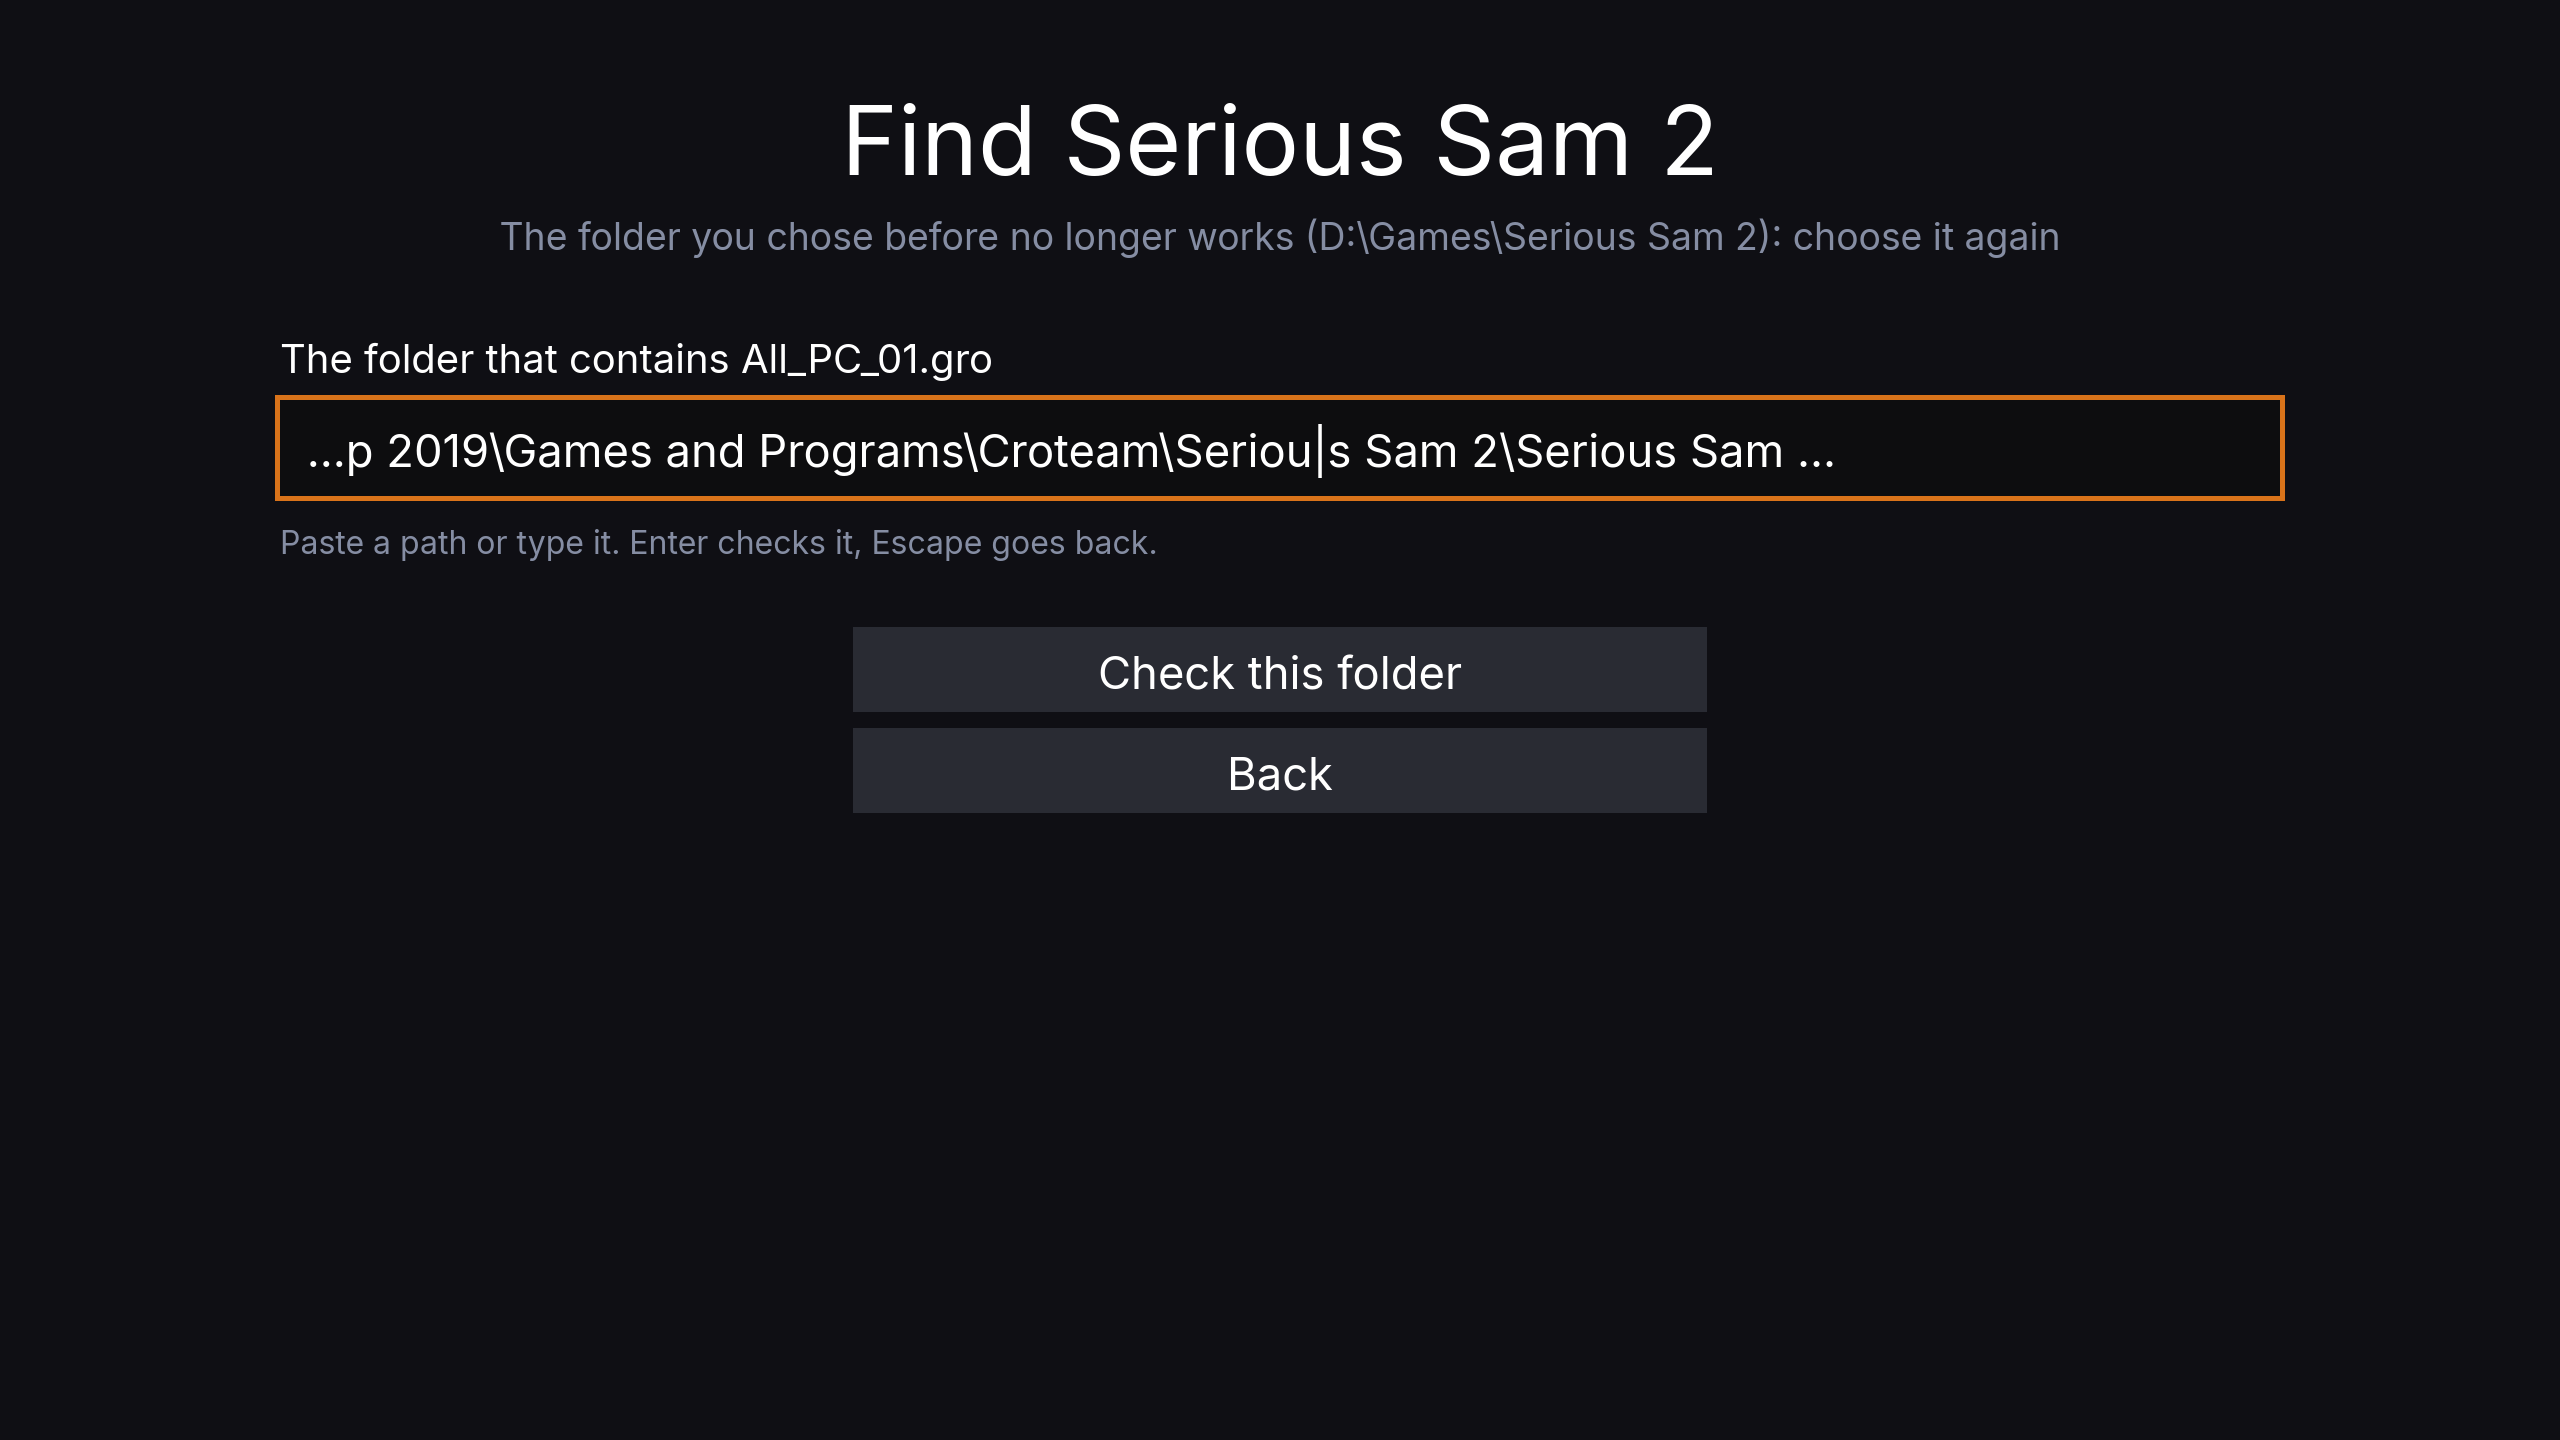 Find Serious Sam 2
The folder you chose before no longer works (D:\Games\Serious Sam 2): choose it again
The folder that contains All_PC_01.gro
...p 2019\Games and Programs\Croteam\Seriou|s Sam 2\Serious Sam ...
Paste a path or type it. Enter checks it, Escape goes back.
Check this folder
Back